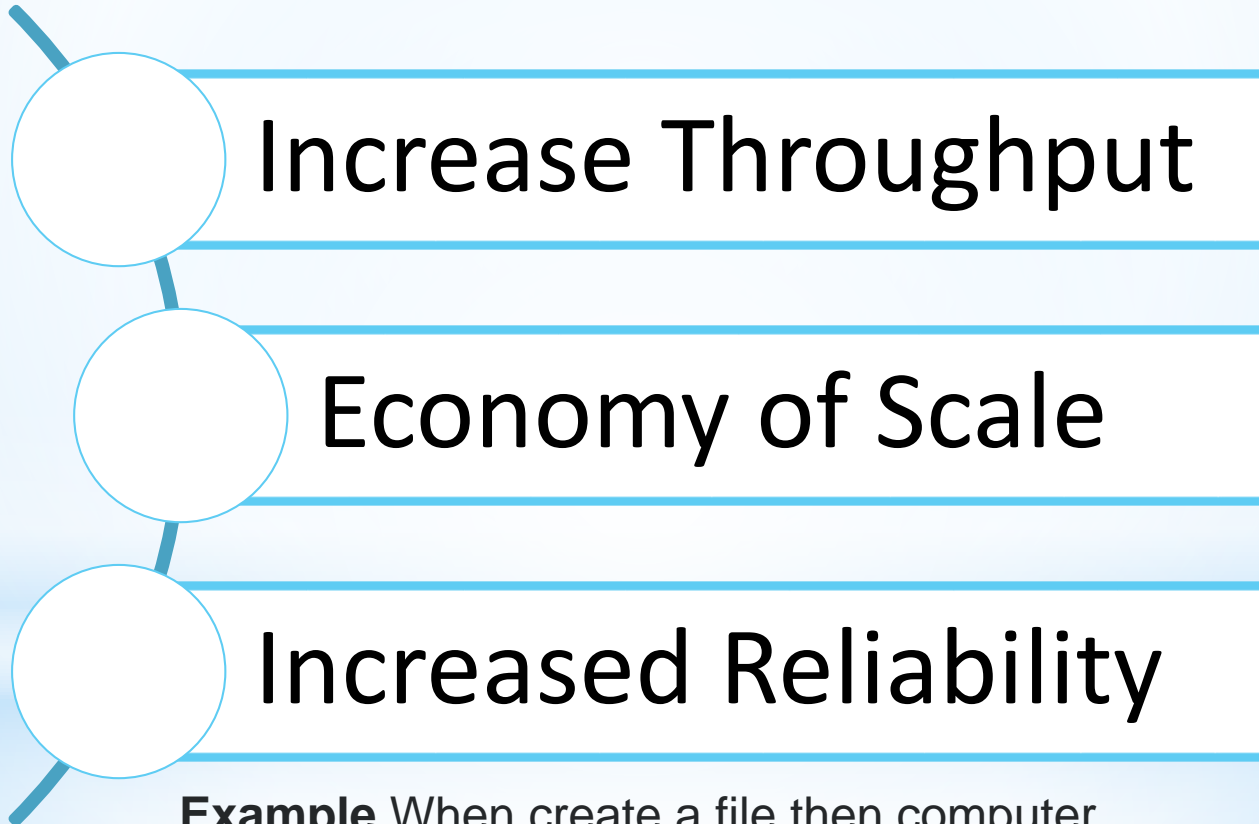 Increase Throughput
Economy of Scale
Increased Reliability
Example When create a file then computer